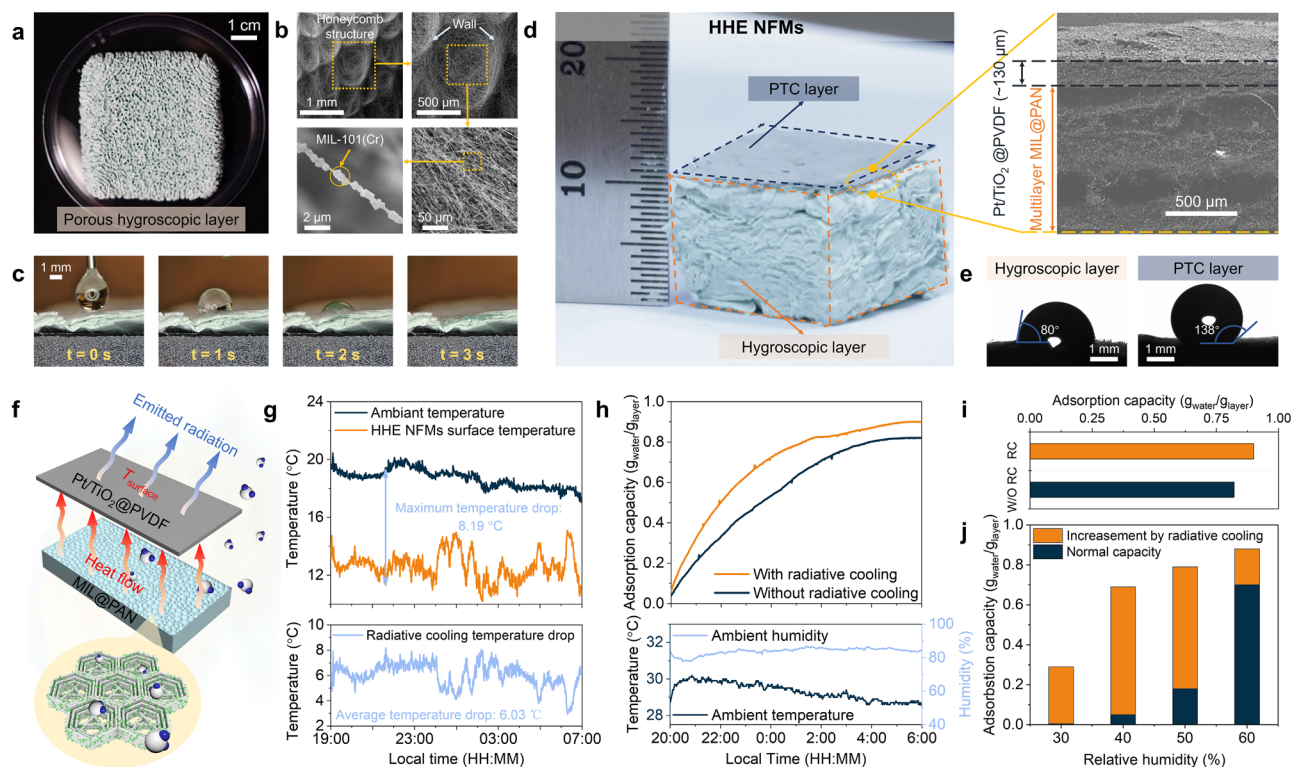 a
1 cm
Porous hygroscopic layer
b
Honeycomb
structure
1 mm
Wall
500 µm
MIL-101(Cr)
2 µm
50 µm
c
1 mm
t = 0 s
t = 1 s
t = 2 s
t = 3 s
d
HHE NFMs
20
10
PTC layer
Hygroscopic layer
Pt/TiO2 @PVDF (~130 µm)
Multilayer MIL@PAN
500 µm
e
Hygroscopic layer
80°
1 mm
PTC layer
138°
1 mm
f
Emitted radiation
Tsurface
Pt/TiO2@PVDF
Heat flow
MIL@PAN
g
Temperature (°C)
24
20
16
12
Ambiant temperature
HHE NFMs surface temperature
Maximum temperature drop:
8.19 °C
Temperature (°C)
10
8
6
4
2
Radiative cooling temperature drop
Average temperature drop: 6.03 ℃
19:00
23:00
03:00
07:00
Local time (HH:MM)
h
Adsorption capacity (gwater/glayer)
1.0
0.8
0.6
0.4
0.2
0.0
With radiative cooling
Without radiative cooling
Temperature (°C)
32
30
28
Ambient humidity
Ambient temperature
100
80
60
40
Humidity (%)
20:00
22:00
0:00
2:00
4:00
6:00
Local Time (HH:MM)
i
Adsorption capacity (gwater/glayer)
0.00
0.25
0.50
0.75
1.00
RC
W/O RC
j
Adsorbstion capacity (gwater/glayer)
1.0
0.8
0.6
0.4
0.2
0.0
Increasement by radiative cooling
Normal capacity
30
40
50
60
Relative humidity (%)